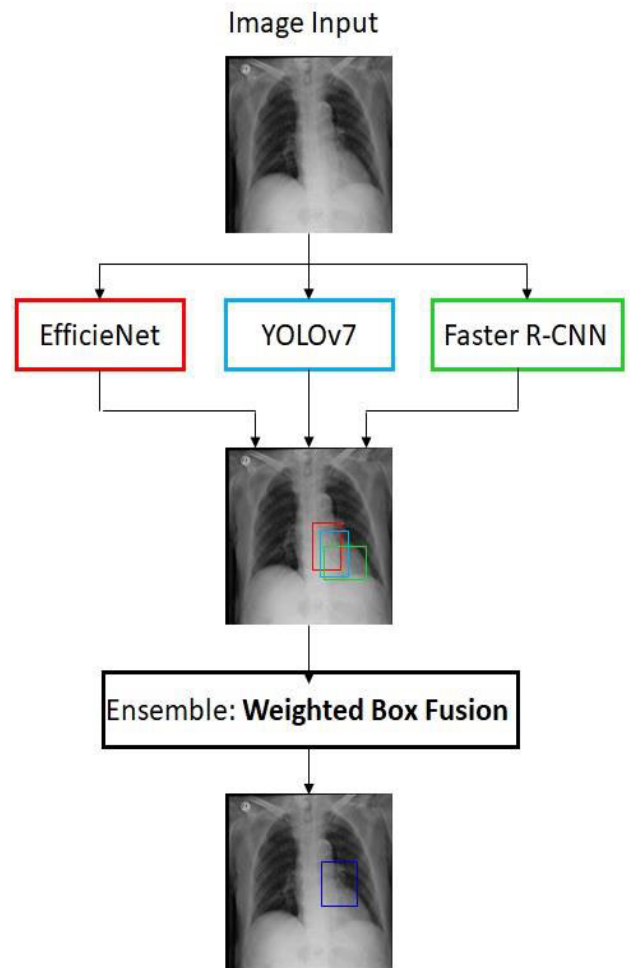 Image Input
EfficieNet
YOLOv7
Faster R-CNN
Ensemble: Weighted Box Fusion